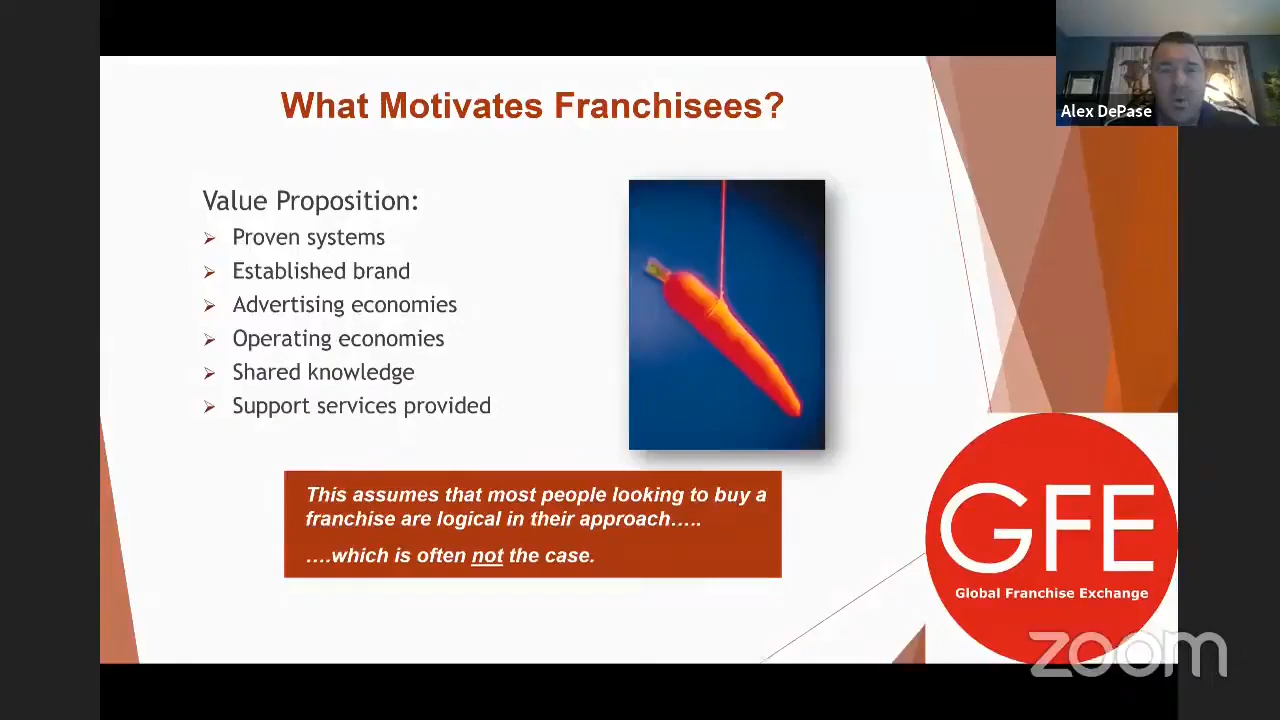 What Motivates Franchisees?
Alex DePase
Value Proposition:
Proven systems
Established brand
Advertising economies
Operating economies
Shared knowledge
Support services provided
This assumes that most people looking to buy a
franchise are logical in their approach.....
....which is often not the case.
GFE
Global Franchise Exchange
zoom